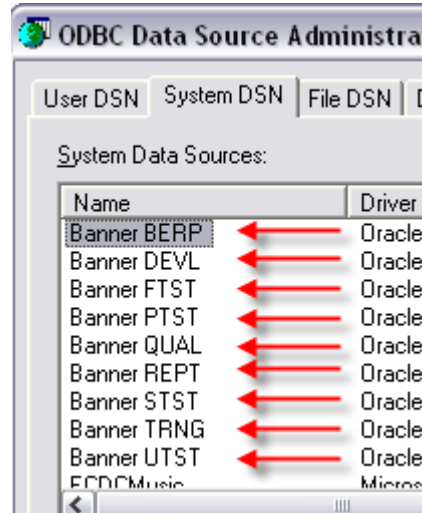 ODBC Data Source Administra
User DSN System DSN File DSN
System Data Sources:
Name Driver
Banner BERP Oracle
Banner DEVL Oracle
Banner FTST Oracle
Banner PTST Oracle
Banner QUAL Oracle
Banner REPT Oracle
Banner STST Oracle
Banner TRNG Oracle
Banner UTST Oracle
ECDCMusic Micros